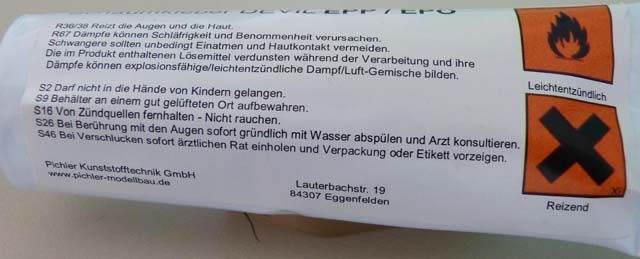 DEVIL EPP / EPO
R36/38 Reizt die Augen und die Haut.
R67 Dämpfe können Schläfrigkeit und Benommenheit verursachen.
Schwangere sollten unbedingt Einatmen und Hautkontakt vermeiden.
Die im Produkt enthaltenen Lösemittel verdunsten während der Verarbeitung und ihre
Dämpfe können explosionsfähige/leichtentzündliche Dampf/Luft-Gemische bilden.
S2 Darf nicht in die Hände von Kindern gelangen.
S9 Behälter an einem gut gelüfteten Ort aufbewahren.
S16 Von Zündquellen fernhalten - Nicht rauchen.
S26 Bei Berührung mit den Augen sofort gründlich mit Wasser abspülen und Arzt konsultieren.
S46 Bei Verschlucken sofort ärztlichen Rat einholen und Verpackung oder Etikett vorzeigen.
Pichler Kunststofftechnik GmbH
www.pichler-modellbau.de
Lauterbachstr. 19
84307 Eggenfelden
Leichtentzündlich
Xi
Reizend